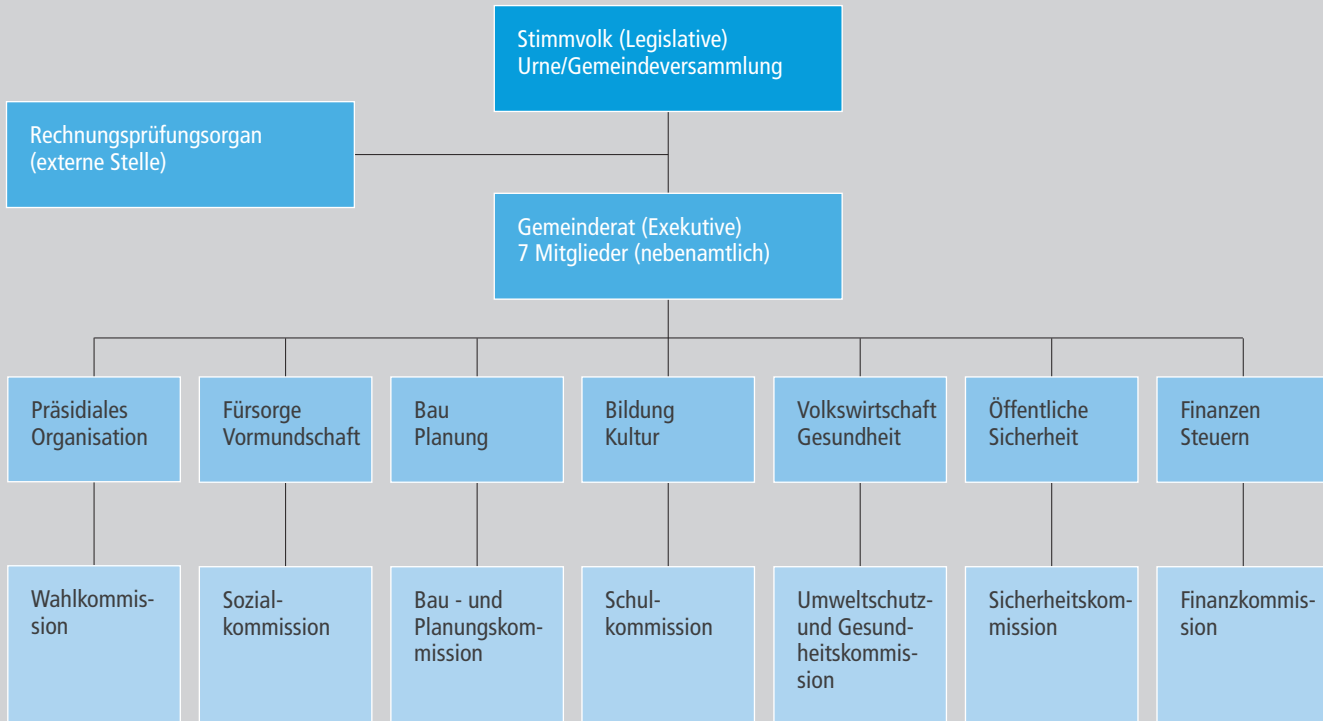 Stimmvolk (Legislative)
Urne/Gemeindeversammlung
Rechnungsprüfungsorgan
(externe Stelle)
Gemeinderat (Exekutive)
7 Mitglieder (nebenamtlich)
Präsidiales
Organisation
Fürsorge
Vormundschaft
Bau
Planung
Bildung
Kultur
Volkswirtschaft
Gesundheit
Öffentliche
Sicherheit
Finanzen
Steuern
Wahlkommis-
sion
Sozial-
kommission
Bau - und
Planungskom-
mission
Schul-
kommission
Umweltschutz-
und Gesund-
heitskommis-
sion
Sicherheitskom-
mission
Finanzkommis-
sion